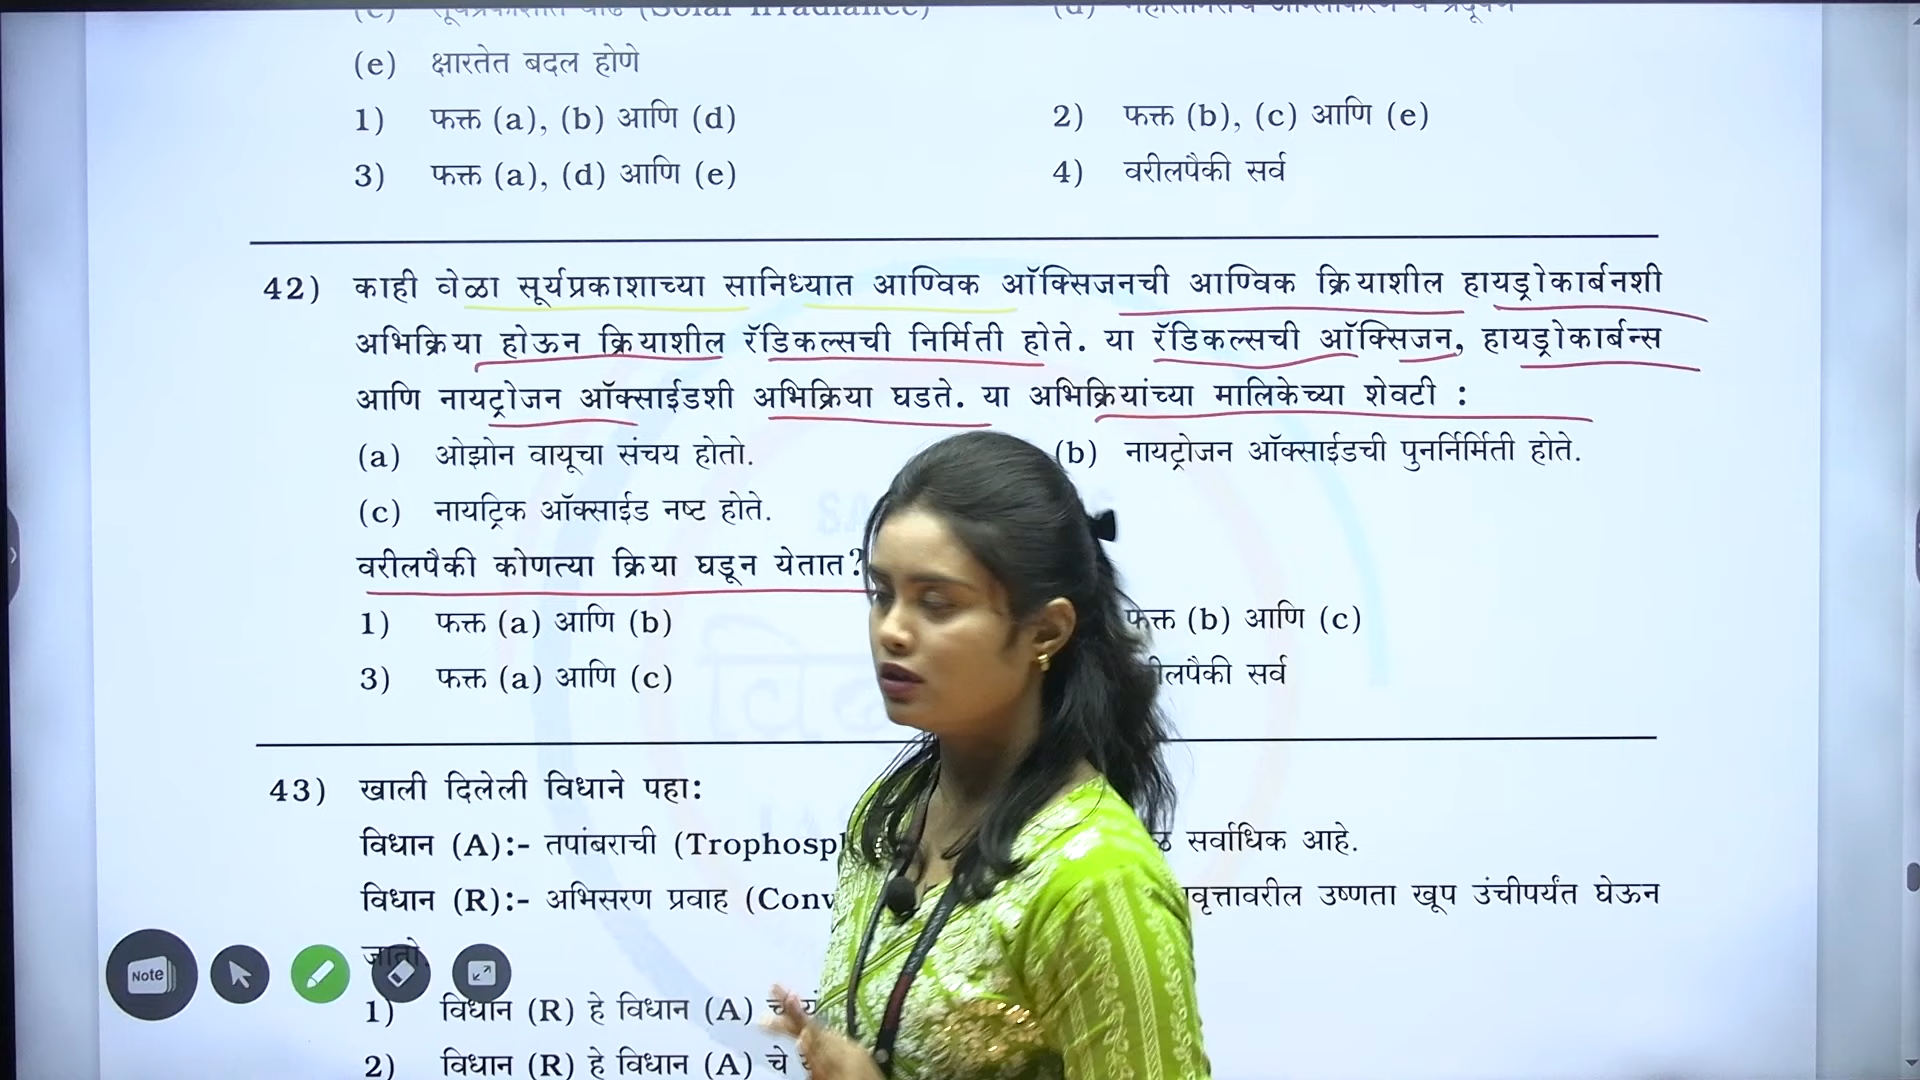 (e) क्षारतेत बदल होणे
1) फक्त (a), (b) आणि (d) 2) फक्त (b), (c) आणि (e)
3) फक्त (a), (d) आणि (e) 4) वरीलपैकी सर्व
42) काही वेळा सूर्यप्रकाशाच्या सानिध्यात आण्विक ऑक्सिजनची आण्विक क्रियाशील हायड्रोकार्बनशी
अभिक्रिया होऊन क्रियाशील रॅडिकल्सची निर्मिती होते. या रॅडिकल्सची ऑक्सिजन, हायड्रोकार्बन्स
आणि नायट्रोजन ऑक्साईडशी अभिक्रिया घडते. या अभिक्रियांच्या मालिकेच्या शेवटी :
(a) ओझोन वायूचा संचय होतो. (b) नायट्रोजन ऑक्साईडची पुनर्निर्मिती होते.
(c) नायट्रिक ऑक्साईड नष्ट होते.
वरीलपैकी कोणत्या क्रिया घडून येतात?
1) फक्त (a) आणि (b) फक्त (b) आणि (c)
3) फक्त (a) आणि (c) सर्व
43) खाली दिलेली विधाने पहा:
विधान (A):- तपांबराची सर्वाधिक आहे.
विधान (R):- अभिसरण प्रवाह उष्णता खूप उंचीपर्यंत घेऊन
जातो.
Note
1) विधान (R) हे विधान (A)
2) विधान (R) हे विधान (A) चे